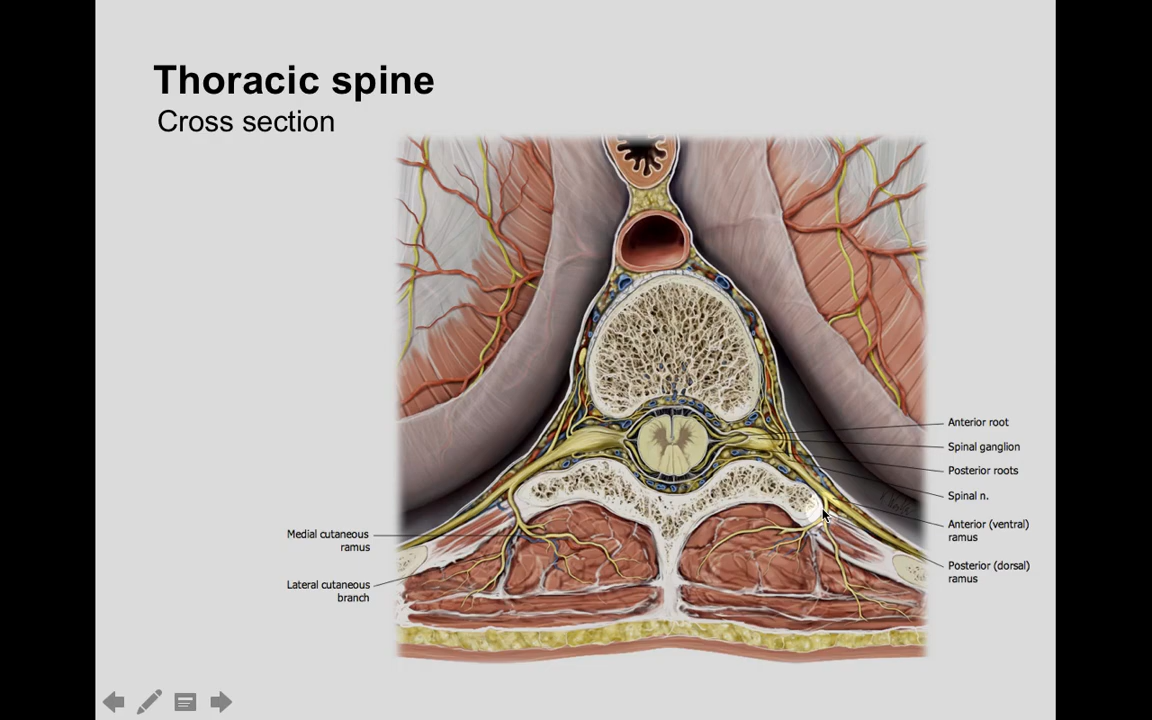 Thoracic spine
Cross section
Anterior root
Spinal ganglion
Posterior roots
Spinal n.
Anterior (ventral)
ramus
Posterior (dorsal)
ramus
Medial cutaneous
ramus
Lateral cutaneous
branch